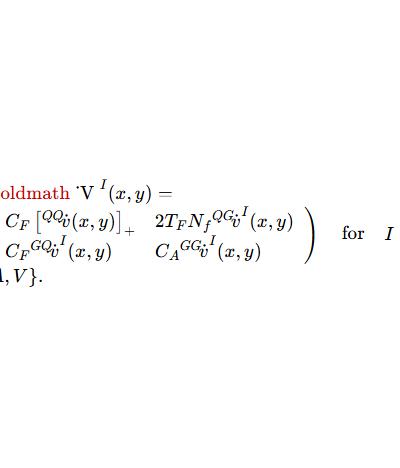 oldmath ˙V ^I(x, y) =
C_F [^{QQ}v̇(x, y)]_+   2T_F N_f ^{QG}v̇^I(x, y)
C_F ^{GQ}v̇^I(x, y)   C_A ^{GG}v̇^I(x, y) )   for   I
, V}.